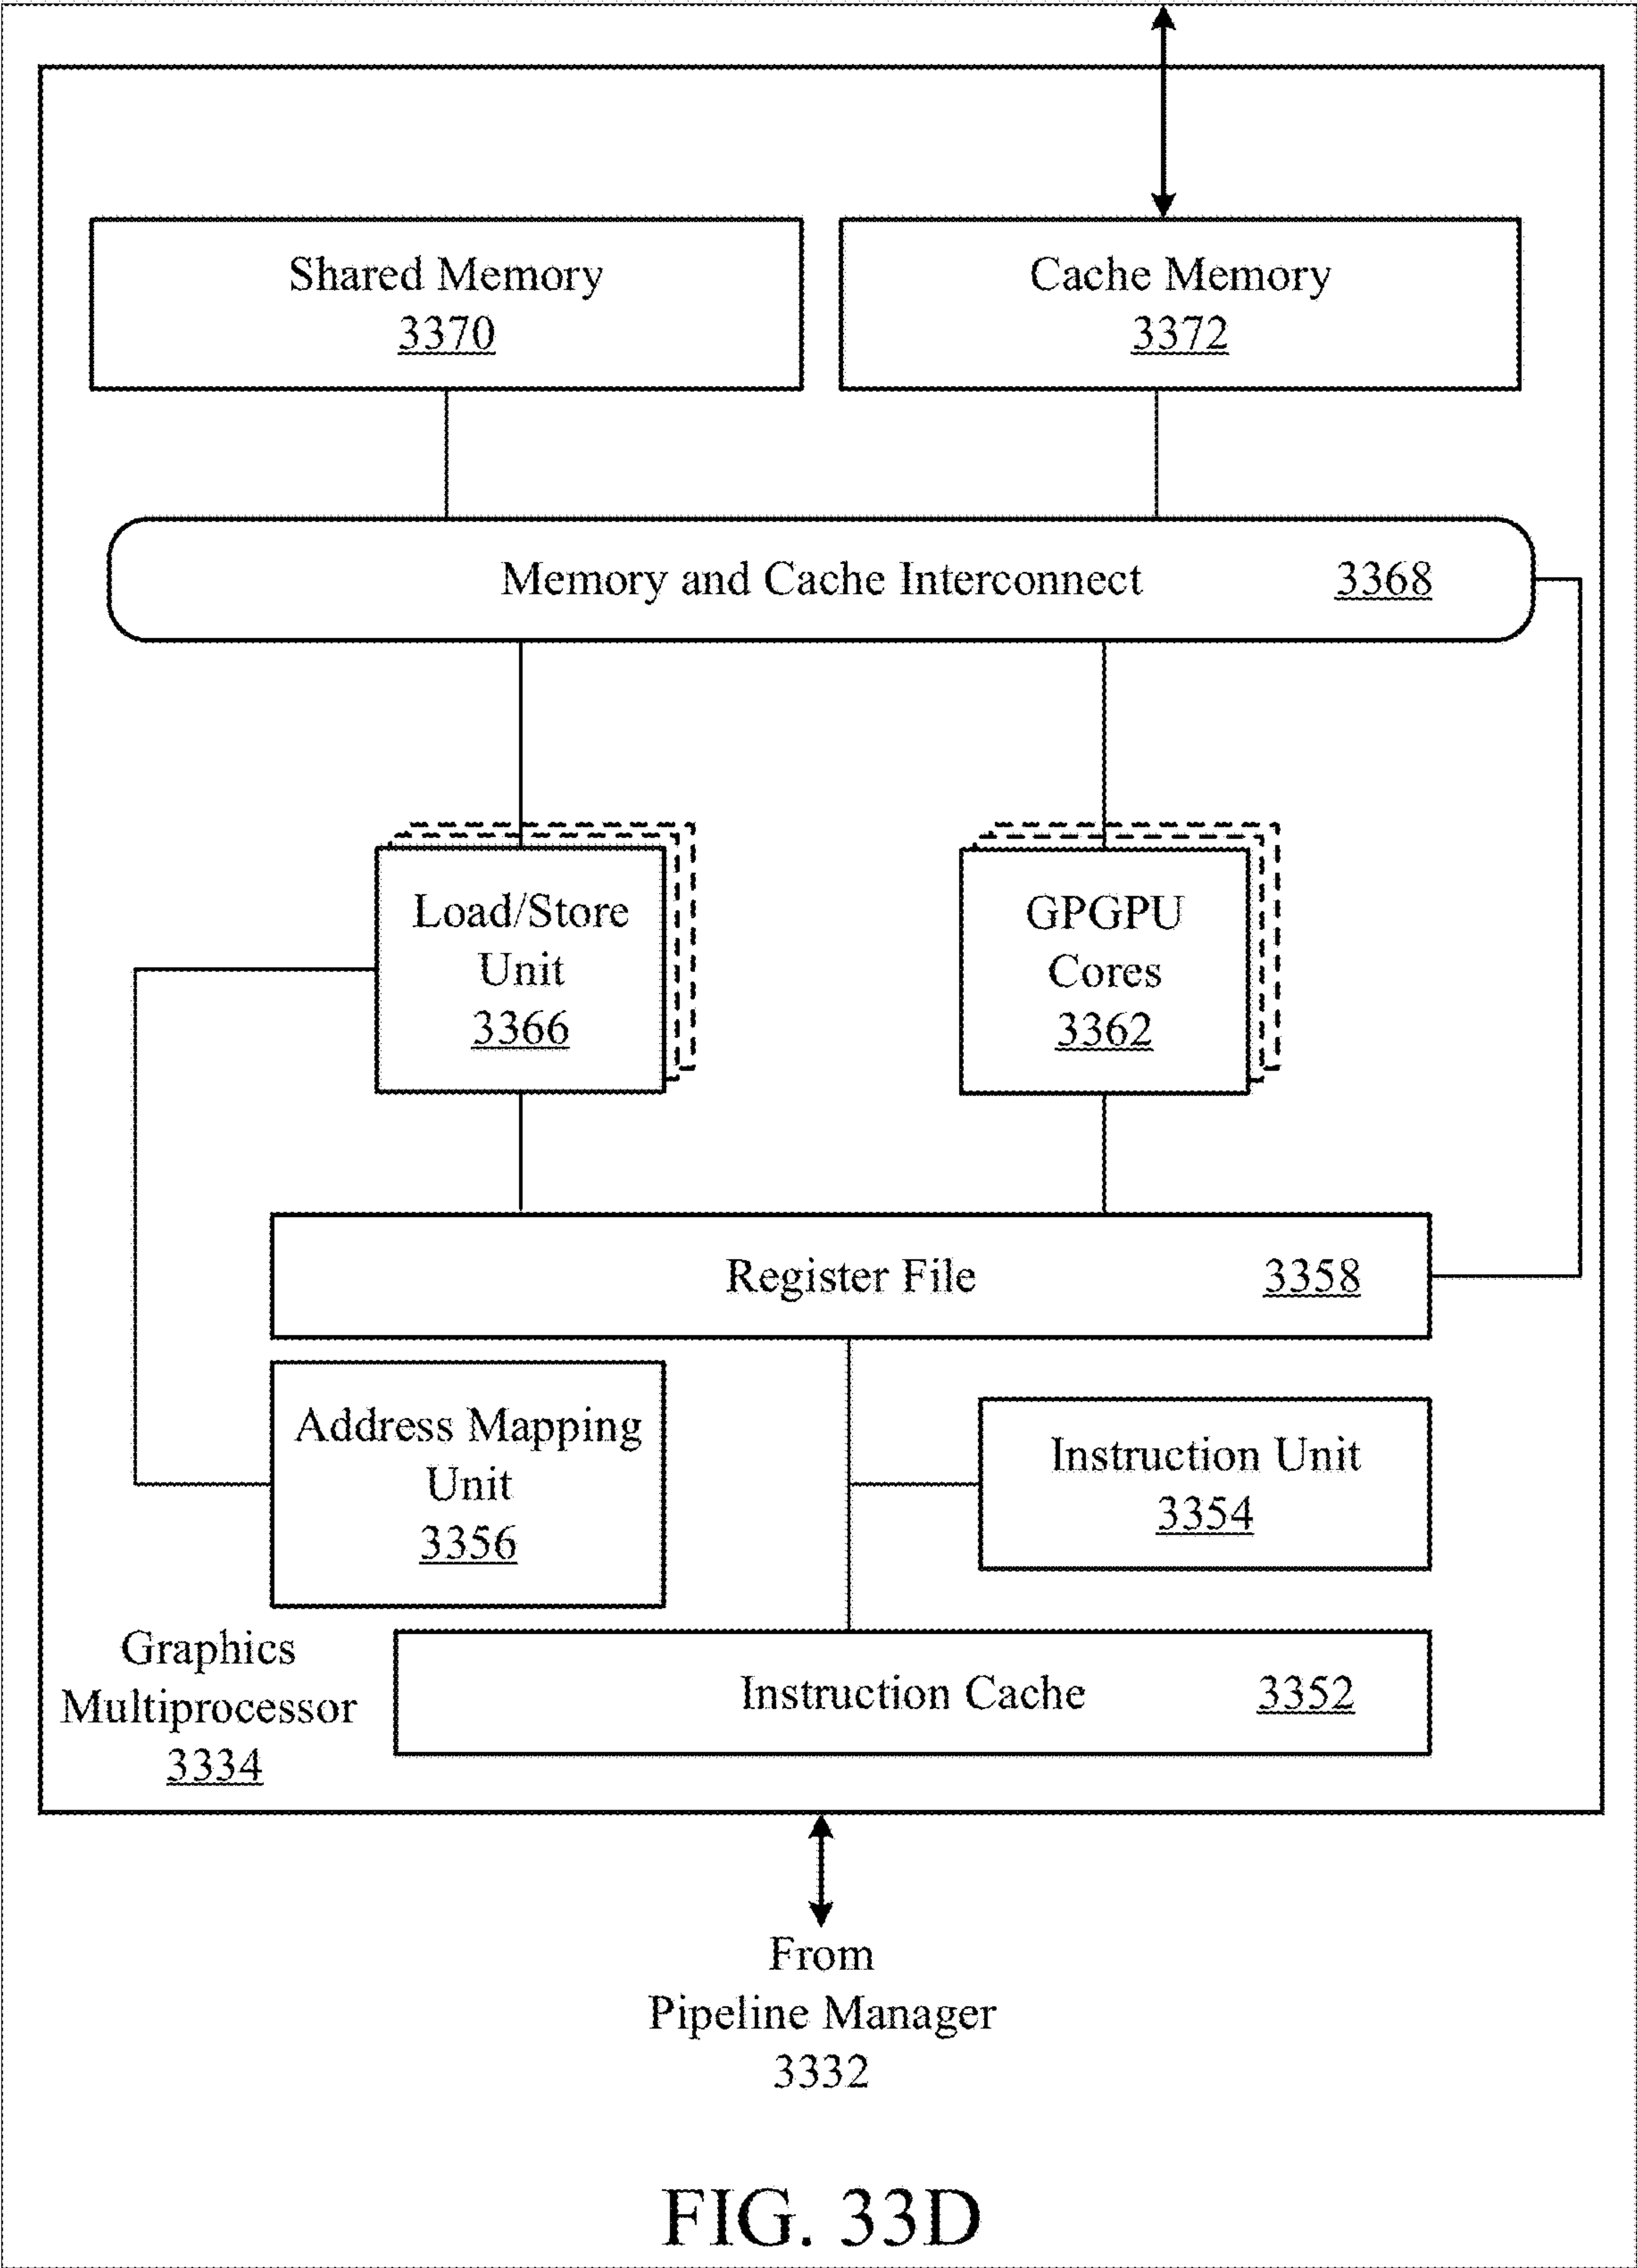 Shared Memory
3370
Cache Memory
3372
Memory and Cache Interconnect 3368
Load/Store
Unit
3366
GPGPU
Cores
3362
Register File 3358
Address Mapping
Unit
3356
Instruction Unit
3354
Graphics
Multiprocessor
3334
Instruction Cache 3352
From
Pipeline Manager
3332
FIG. 33D